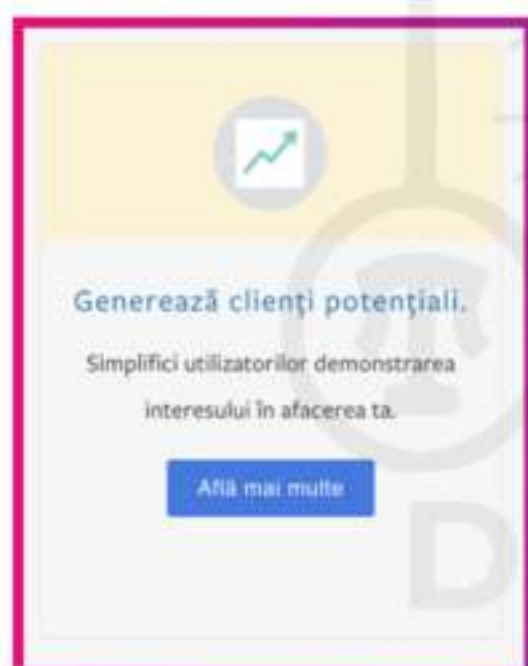 Generează clienţi potenţiali.
Simplifici utilizatorilor demonstrarea
interesului în afacerea ta.
Află mai multe
D